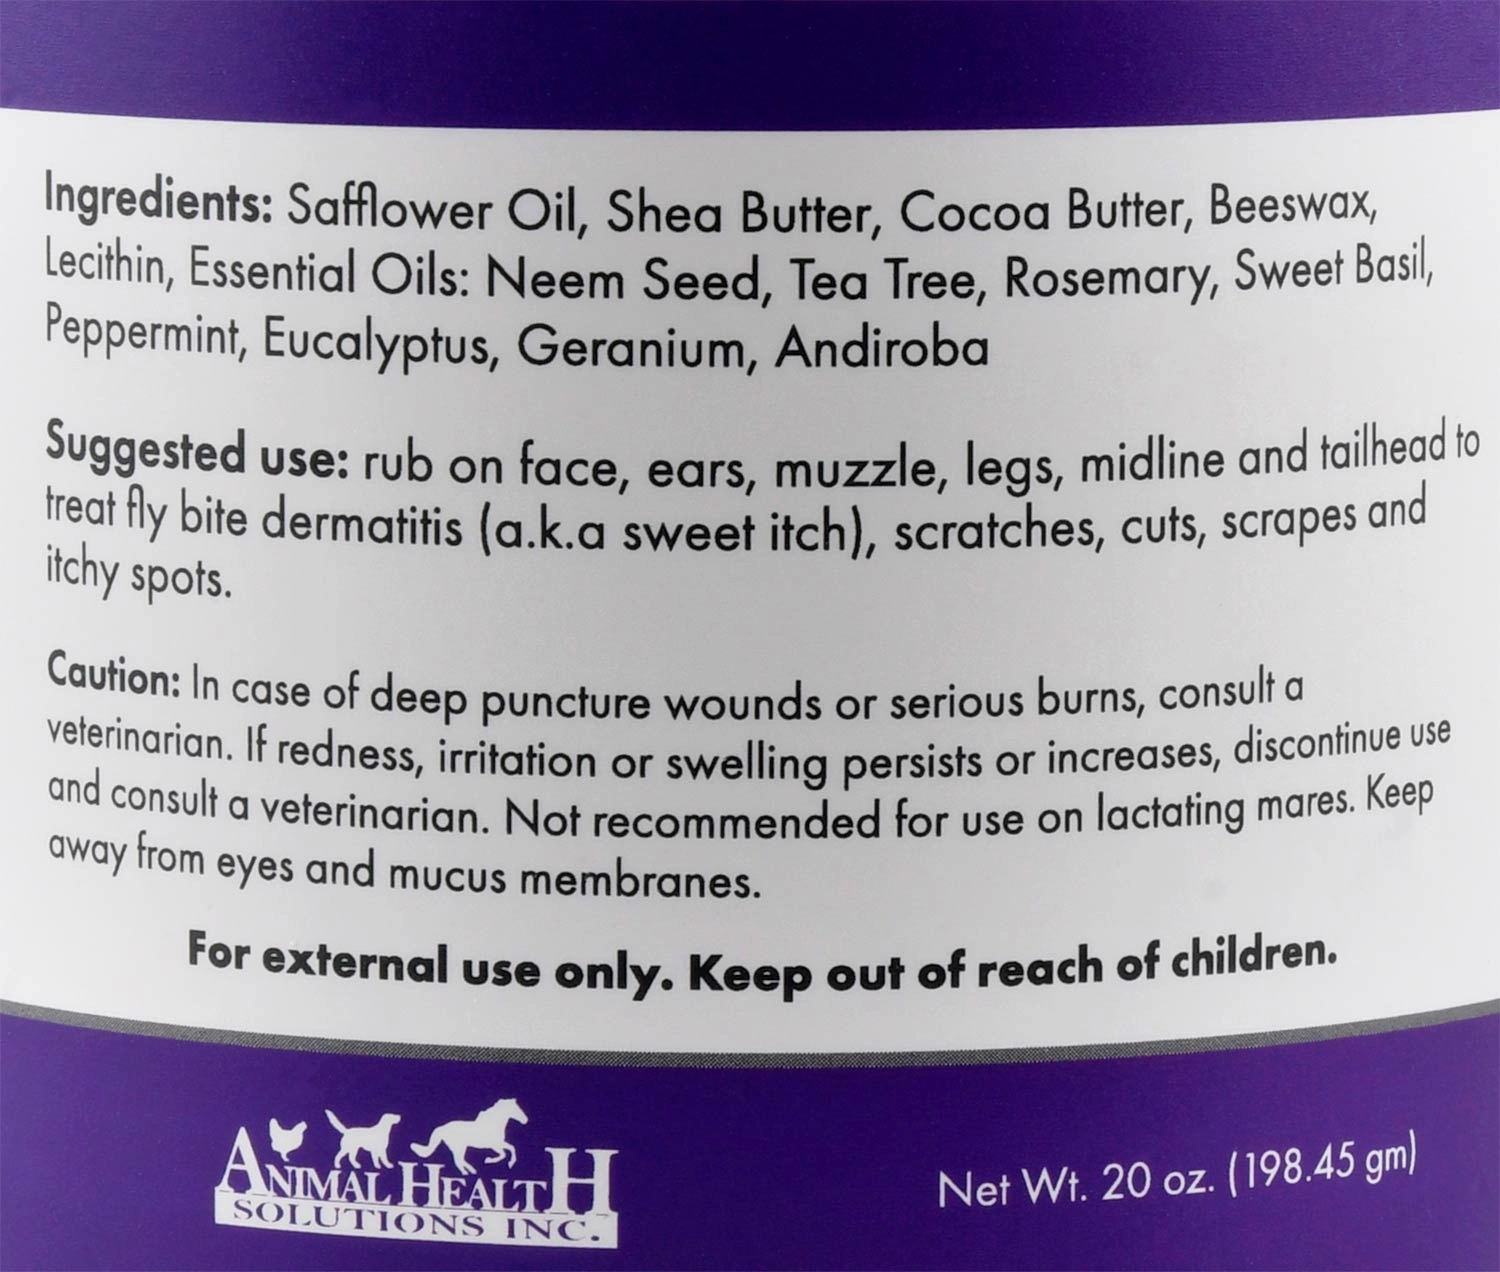 Ingredients: Safflower Oil, Shea Butter, Cocoa Butter, Beeswax,
Lecithin, Essential Oils: Neem Seed, Tea Tree, Rosemary, Sweet Basil,
Peppermint, Eucalyptus, Geranium, Andiroba
Suggested use: rub on face, ears, muzzle, legs, midline and tailhead to
treat fly bite dermatitis (a.k.a sweet itch), scratches, cuts, scrapes and
itchy spots.
Caution: In case of deep puncture wounds or serious burns, consult a
veterinarian. If redness, irritation or swelling persists or increases, discontinue use
and consult a veterinarian. Not recommended for use on lactating mares. Keep
away from eyes and mucus membranes.
For external use only. Keep out of reach of children.
ANIMAL HEALTH
SOLUTIONS INC.
Net Wt. 20 oz. (198.45 gm)